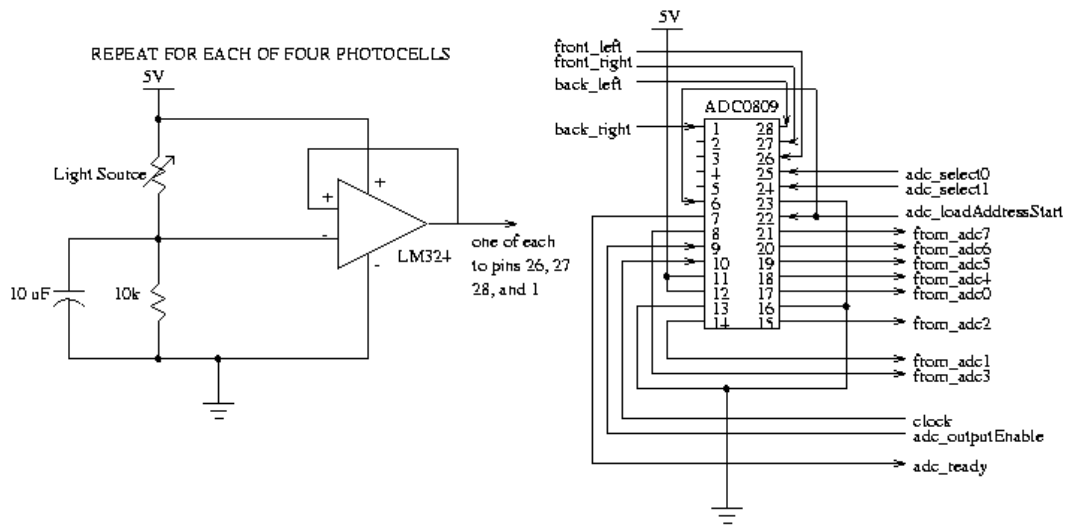 REPEAT FOR EACH OF FOUR PHOTOCELLS
5V
Light Source
+
+
-
-
LM324
10 uF
10k
one of each
to pins 26, 27
28, and 1
5V
front_left
front_right
back_left
back_right
ADC0809
1 28
2 27
3 26
4 25
5 24
6 23
7 22
8 21
9 20
10 19
11 18
12 17
13 16
14 15
adc_select0
adc_select1
adc_loadAddressStart
from_adc7
from_adc6
from_adc5
from_adc4
from_adc0
from_adc2
from_adc1
from_adc3
clock
adc_outputEnable
adc_ready